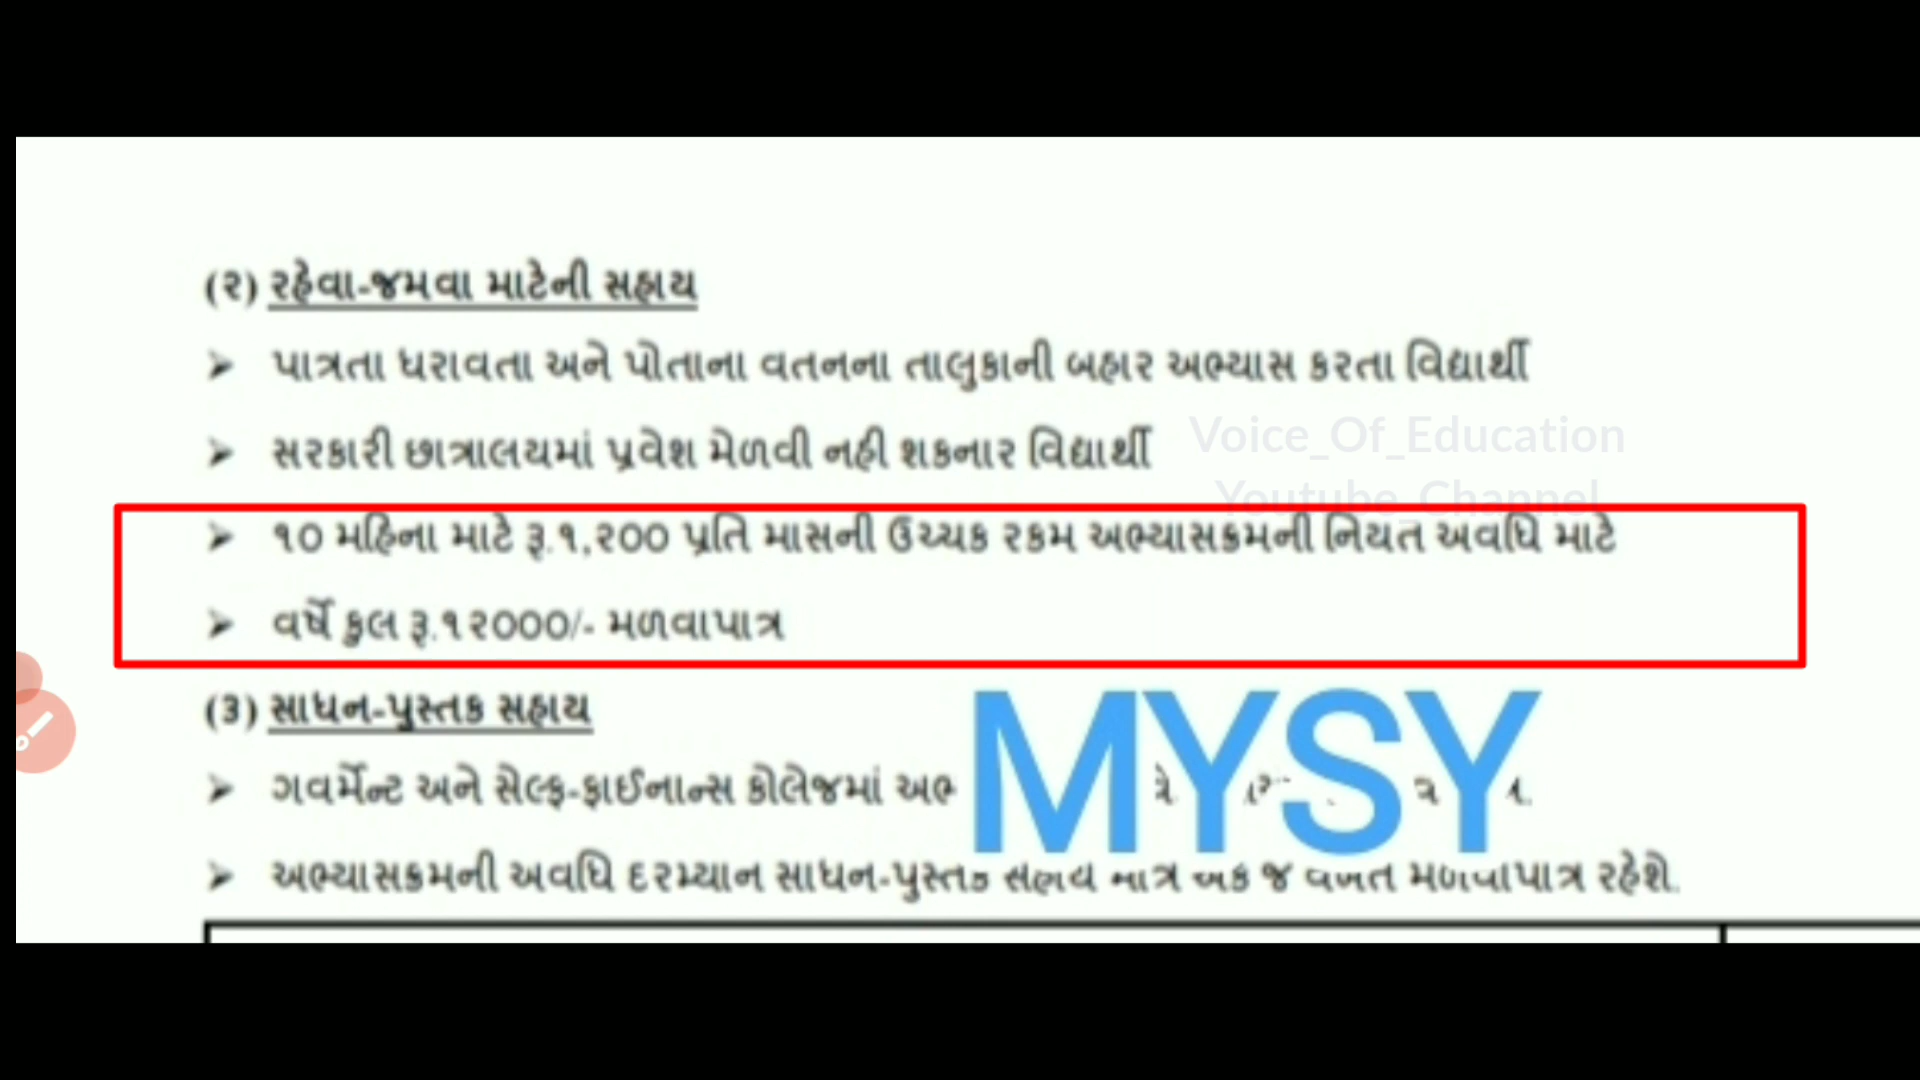 (૨) રહેવા-જમવા માટેની સહાય
➢ પાત્રતા ધરાવતા અને પોતાના વતનના તાલુકાની બહાર અભ્યાસ કરતા વિદ્યાર્થી
➢ સરકારી છાત્રાલયમાં પ્રવેશ મેળવી નહી શકનાર વિદ્યાર્થી
Voice_Of_Education
Youtube_Channel
➢ ૧૦ મહિના માટે રૂ.૧,૨૦૦ પ્રતિ માસની ઉચ્ચક રકમ અભ્યાસક્રમની નિયત અવધિ માટે
➢ વર્ષે કુલ રૂ.૧૨૦૦૦/- મળવાપાત્ર
(૩) સાધન-પુસ્તક સહાય
MYSY
➢ ગવર્મેન્ટ અને સેલ્ફ-ફાઈનાન્સ કોલેજમાં
➢ અભ્યાસક્રમની અવધિ દરમ્યાન સાધન-પુસ્તક સહાય માત્ર એક જ વખત મળવાપાત્ર રહેશે.